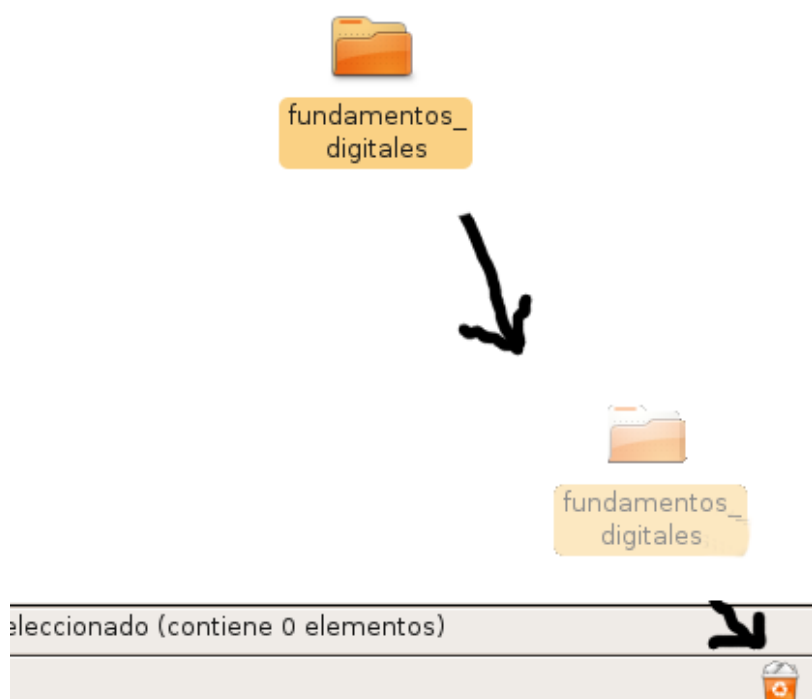 fundamentos_
digitales
fundamentos_
digitales
eleccionado (contiene 0 elementos)